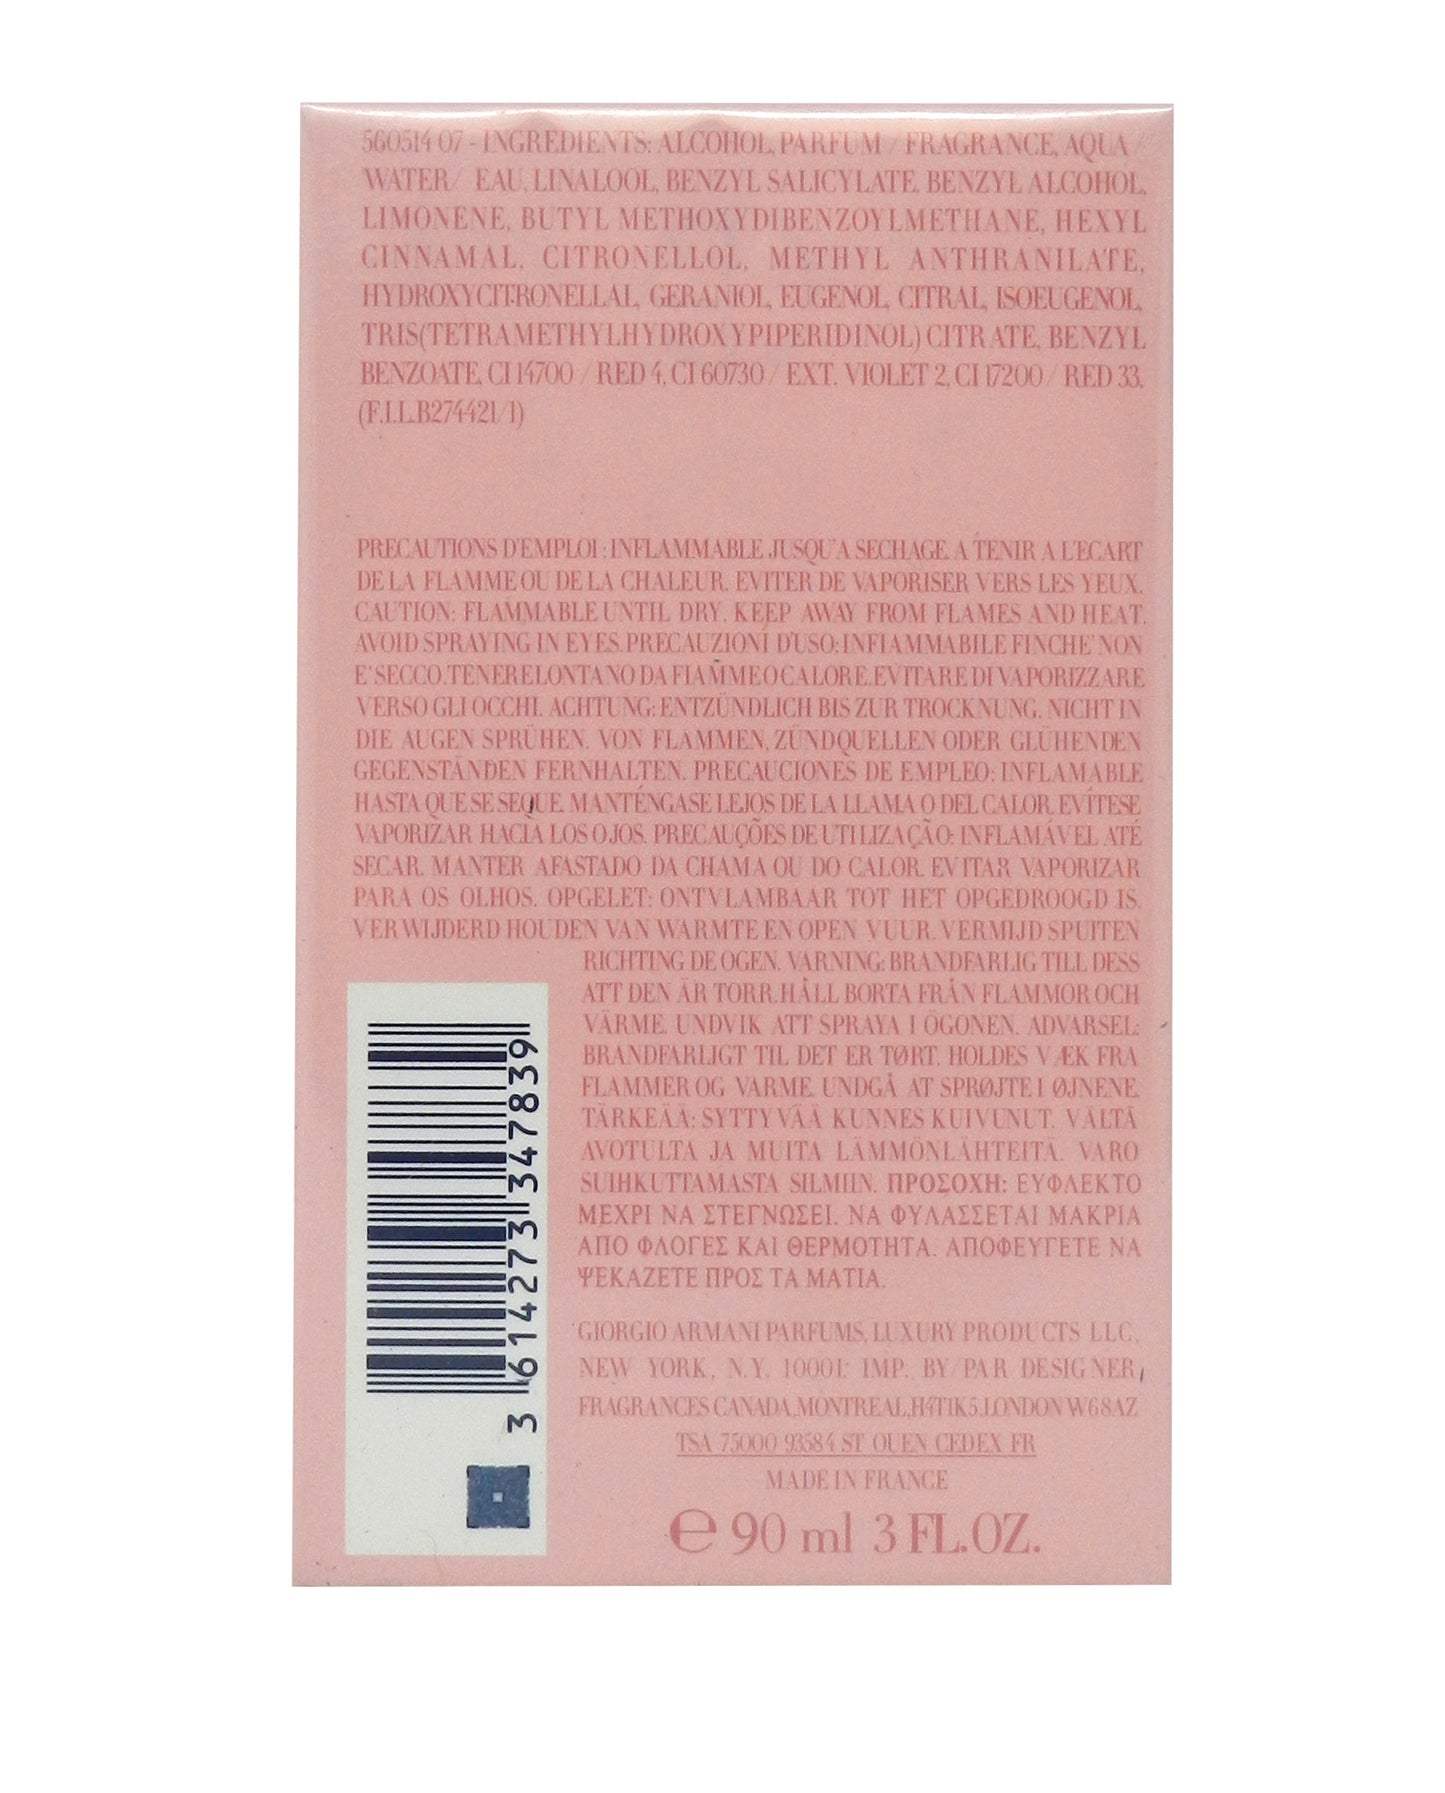 560514 07 - INGREDIENTS: ALCOHOL, PARFUM / FRAGRANCE, AQUA /
WATER / EAU, LINALOOL, BENZYL SALICYLATE, BENZYL ALCOHOL,
LIMONENE, BUTYL METHOXYDIBENZOYLMETHANE, HEXYL
CINNAMAL, CITRONELLOL, METHYL ANTHRANILATE,
HYDROXYCITRONELLAL, GERANIOL, EUGENOL, CITRAL, ISOEUGENOL,
TRIS(TETRAMETHYLHYDROXYPIPERIDINOL) CITRATE, BENZYL
BENZOATE, CI 14700 / RED 4, CI 60730 / EXT. VIOLET 2, CI 17200 / RED 33.
(F.I.L.B274421/1)
PRECAUTIONS D'EMPLOI : INFLAMMABLE JUSQU'A SECHAGE. A TENIR A L'ECART
DE LA FLAMME OU DE LA CHALEUR. EVITER DE VAPORISER VERS LES YEUX.
CAUTION: FLAMMABLE UNTIL DRY. KEEP AWAY FROM FLAMES AND HEAT.
AVOID SPRAYING IN EYES. PRECAUZIONI D'USO: INFIAMMABILE FINCHE' NON
E' SECCO. TENERE LONTANO DA FIAMME O CALORE. EVITARE DI VAPORIZZARE
VERSO GLI OCCHI. ACHTUNG: ENTZÜNDLICH BIS ZUR TROCKNUNG. NICHT IN
DIE AUGEN SPRÜHEN. VON FLAMMEN, ZÜNDQUELLEN ODER GLÜHENDEN
GEGENSTÄNDEN FERNHALTEN. PRECAUCIONES DE EMPLEO: INFLAMABLE
HASTA QUE SE SEQUE. MANTÉNGASE LEJOS DE LA LLAMA O DEL CALOR. EVÍTESE
VAPORIZAR HACIA LOS OJOS. PRECAUÇÕES DE UTILIZAÇÃO: INFLAMÁVEL ATÉ
SECAR. MANTER AFASTADO DA CHAMA OU DO CALOR. EVITAR VAPORIZAR
PARA OS OLHOS. OPGELET: ONTVLAMBAAR TOT HET OPGEDROOGD IS.
VERWIJDERD HOUDEN VAN WARMTE EN OPEN VUUR. VERMIJD SPUITEN
RICHTING DE OGEN. VARNING: BRANDFARLIG TILL DESS
ATT DEN ÄR TORR. HÅLL BORTA FRÅN FLAMMOR OCH
VÄRME. UNDVIK ATT SPRAYA I ÖGONEN. ADVARSEL:
BRANDFARLIGT TIL DET ER TØRT. HOLDES VÆK FRA
FLAMMER OG VARME. UNDGÅ AT SPRØJTE I ØJNENE.
TÄRKEÄÄ: SYTTYVÄÄ KUNNES KUIVUNUT. VÄLTÄ
AVOTULTA JA MUITA LÄMMÖNLÄHTEITÄ. VARO
SUIHKUTTAMASTA SILMIIN. ΠΡΟΣΟΧΗ: ΕΥΦΛΕΚΤΟ
ΜΕΧΡΙ ΝΑ ΣΤΕΓΝΩΣΕΙ. ΝΑ ΦΥΛΑΣΣΕΤΑΙ ΜΑΚΡΙΑ
ΑΠΟ ΦΛΟΓΕΣ ΚΑΙ ΘΕΡΜΟΤΗΤΑ. ΑΠΟΦΕΥΓΕΤΕ ΝΑ
ΨΕΚΑΖΕΤΕ ΠΡΟΣ ΤΑ ΜΑΤΙΑ.
GIORGIO ARMANI PARFUMS, LUXURY PRODUCTS LLC,
NEW YORK, N.Y. 10001. IMP. BY/PAR DESIGNER
FRAGRANCES CANADA, MONTREAL, H4T1K5. LONDON W6 8AZ
TSA 75000 93584 ST OUEN CEDEX FR
MADE IN FRANCE
℮ 90 ml 3 FL.OZ.
3 614273 347839